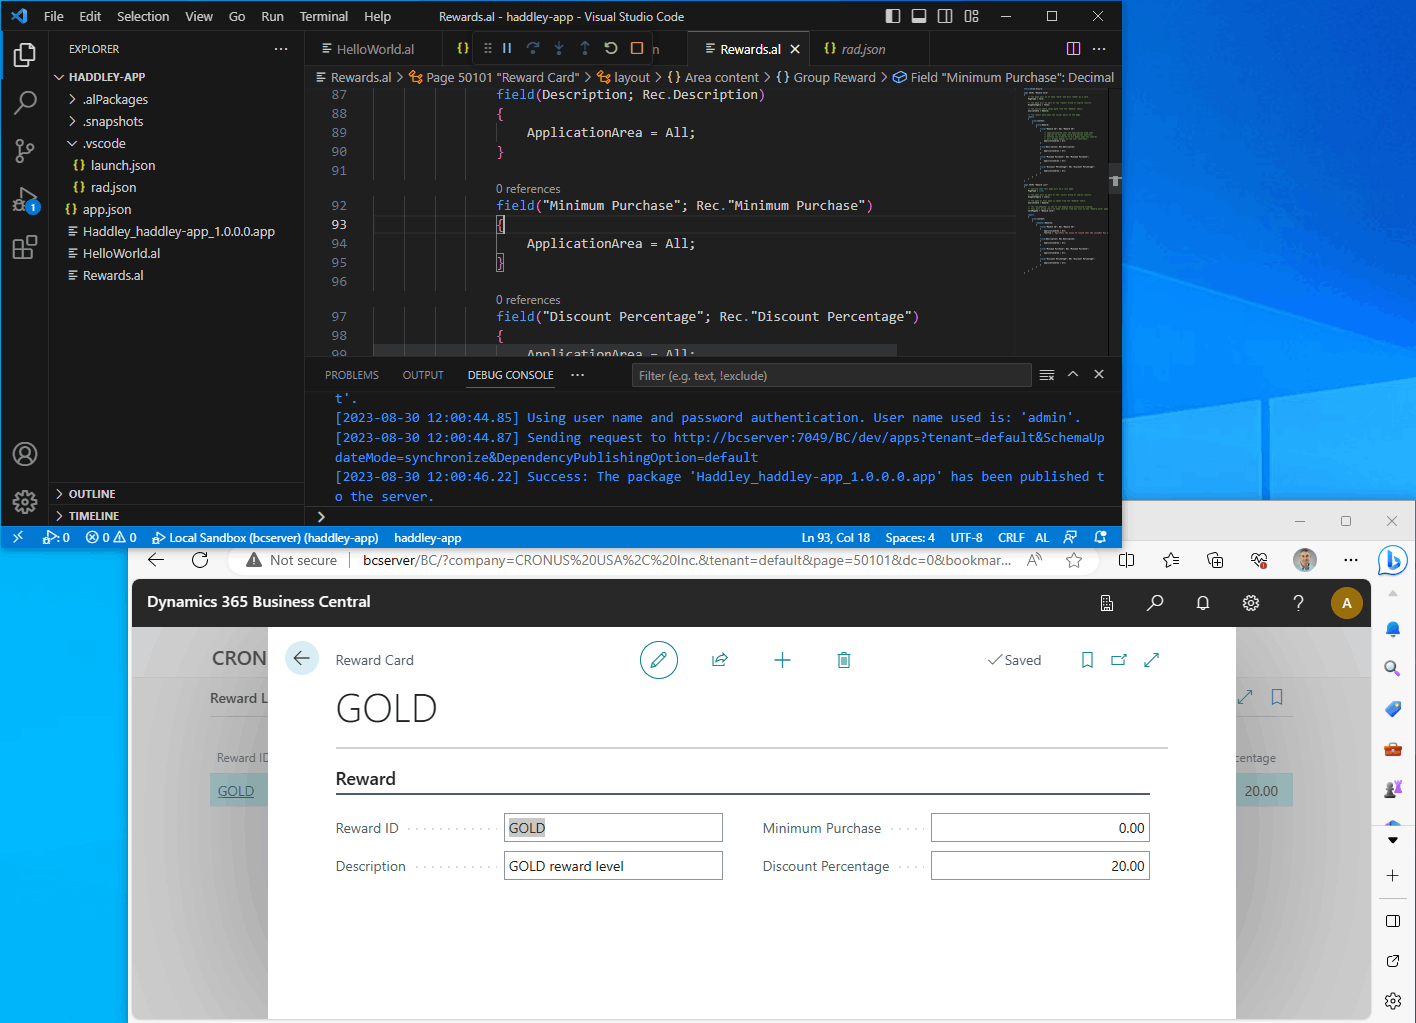 File Edit Selection View Go Run Terminal Help Rewards.al - haddley-app - Visual Studio Code
EXPLORER
HADDLEY-APP
.alPackages
.snapshots
.vscode
{} launch.json
{} rad.json
{} app.json
Haddley_haddley-app_1.0.0.0.app
HelloWorld.al
Rewards.al
OUTLINE
TIMELINE
1
HelloWorld.al {} n Rewards.al {} rad.json
Rewards.al > Page 50101 "Reward Card" > layout > {} Area content > {} Group Reward > Field "Minimum Purchase": Decimal
87 field(Description; Rec.Description)
88 {
89 ApplicationArea = All;
90 }
91
0 references
92 field("Minimum Purchase"; Rec."Minimum Purchase")
93 {
94 ApplicationArea = All;
95 }
96
0 references
97 field("Discount Percentage"; Rec."Discount Percentage")
98 {
99 ApplicationArea = All;
PROBLEMS OUTPUT DEBUG CONSOLE Filter (e.g. text, !exclude)
t'.
[2023-08-30 12:00:44.85] Using user name and password authentication. User name used is: 'admin'.
[2023-08-30 12:00:44.87] Sending request to http://bcserver:7049/BC/dev/apps?tenant=default&SchemaUp
dateMode=synchronize&DependencyPublishingOption=default
[2023-08-30 12:00:46.22] Success: The package 'Haddley_haddley-app_1.0.0.0.app' has been published t
o the server.
>
0 0 0 Local Sandbox (bcserver) (haddley-app) haddley-app Ln 93, Col 18 Spaces: 4 UTF-8 CRLF AL
Not secure bcserver/BC/?company=CRONUS%20USA%2C%20Inc.&tenant=default&page=50101&dc=0&bookmar...
Dynamics 365 Business Central ? A
CRON
Reward L
Reward ID
GOLD
centage
20.00
Reward Card Saved
GOLD
Reward
Reward ID GOLD Minimum Purchase 0.00
Description GOLD reward level Discount Percentage 20.00